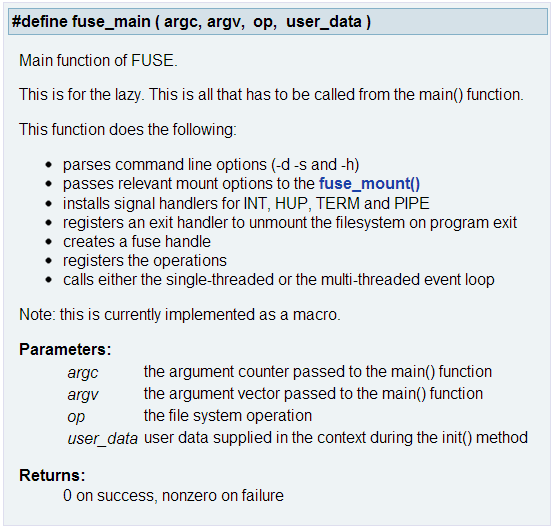 #define fuse_main ( argc, argv,  op,  user_data )
Main function of FUSE.
This is for the lazy. This is all that has to be called from the main() function.
This function does the following:
• parses command line options (-d -s and -h)
• passes relevant mount options to the fuse_mount()
• installs signal handlers for INT, HUP, TERM and PIPE
• registers an exit handler to unmount the filesystem on program exit
• creates a fuse handle
• registers the operations
• calls either the single-threaded or the multi-threaded event loop
Note: this is currently implemented as a macro.
Parameters:
argc the argument counter passed to the main() function
argv the argument vector passed to the main() function
op the file system operation
user_data user data supplied in the context during the init() method
Returns:
0 on success, nonzero on failure